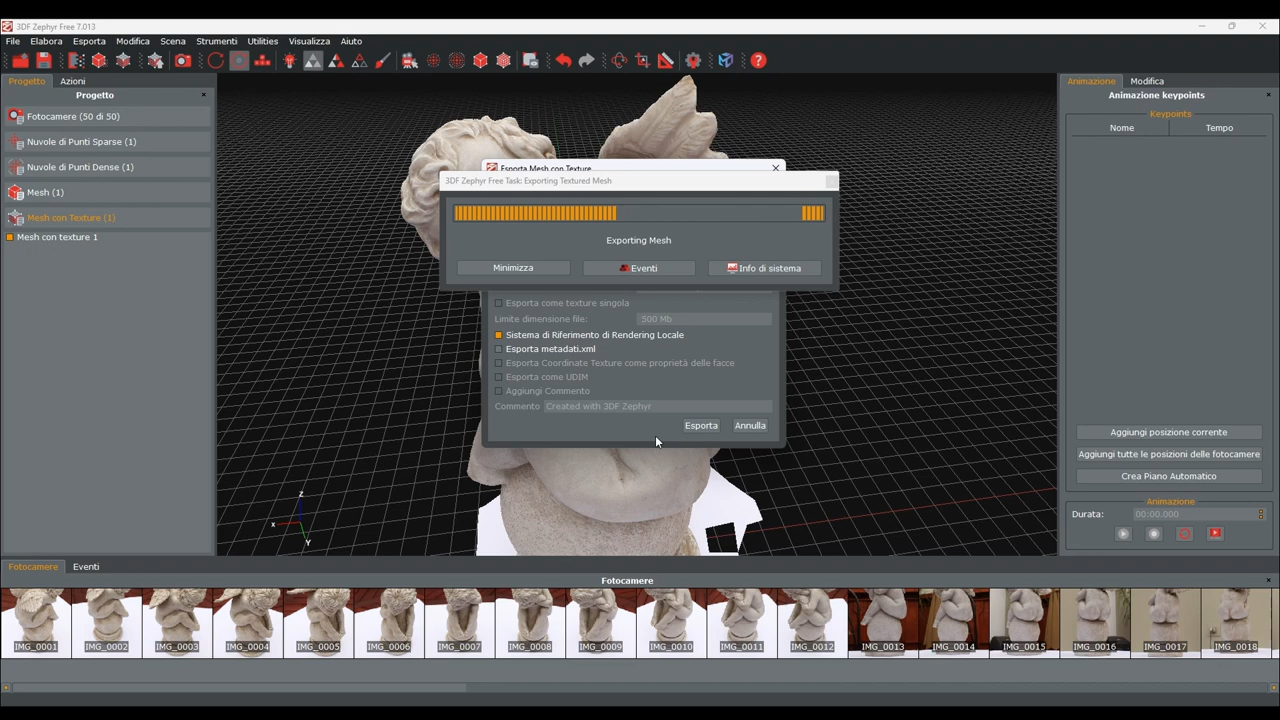 3DF Zephyr Free 7.013
File Elabora Esporta Modifica Scena Strumenti Utilities Visualizza Aiuto
Progetto Azioni
Progetto
Fotocamere (50 di 50)
Nuvole di Punti Sparse (1)
Nuvole di Punti Dense (1)
Mesh (1)
Mesh con Texture (1)
Mesh con texture 1
Esporta Mesh con Texture
3DF Zephyr Free Task: Exporting Textured Mesh
Exporting Mesh
Minimizza Eventi Info di sistema
Esporta come texture singola
Limite dimensione file: 500 Mb
Sistema di Riferimento di Rendering Locale
Esporta metadati.xml
Esporta Coordinate Texture come proprietà delle facce
Esporta come UDIM
Aggiungi Commento
Commento Created with 3DF Zephyr
Esporta Annulla
Z
X
Y
Animazione Modifica
Animazione keypoints
Keypoints
Nome Tempo
Aggiungi posizione corrente
Aggiungi tutte le posizioni delle fotocamere
Crea Piano Automatico
Animazione
Durata: 00:00.000
Fotocamere Eventi
Fotocamere
IMG_0001 IMG_0002 IMG_0003 IMG_0004 IMG_0005 IMG_0006 IMG_0007 IMG_0008 IMG_0009 IMG_0010 IMG_0011 IMG_0012 IMG_0013 IMG_0014 IMG_0015 IMG_0016 IMG_0017 IMG_0018